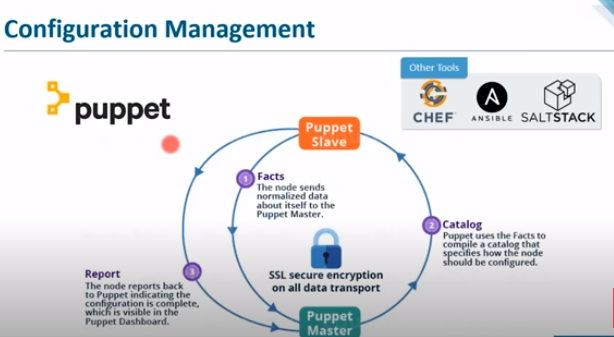 Configuration Management
puppet
Other Tools
CHEF
ANSIBLE
SALTSTACK
Puppet
Slave
1
Facts
The node sends
normalized data
about itself to the
Puppet Master.
2
Catalog
Puppet uses the Facts to
compile a catalog that
specifies how the node
should be configured.
SSL secure encryption
on all data transport
3
Report
The node reports back
to Puppet indicating the
configuration is complete,
which is visible in the
Puppet Dashboard.
Puppet
Master